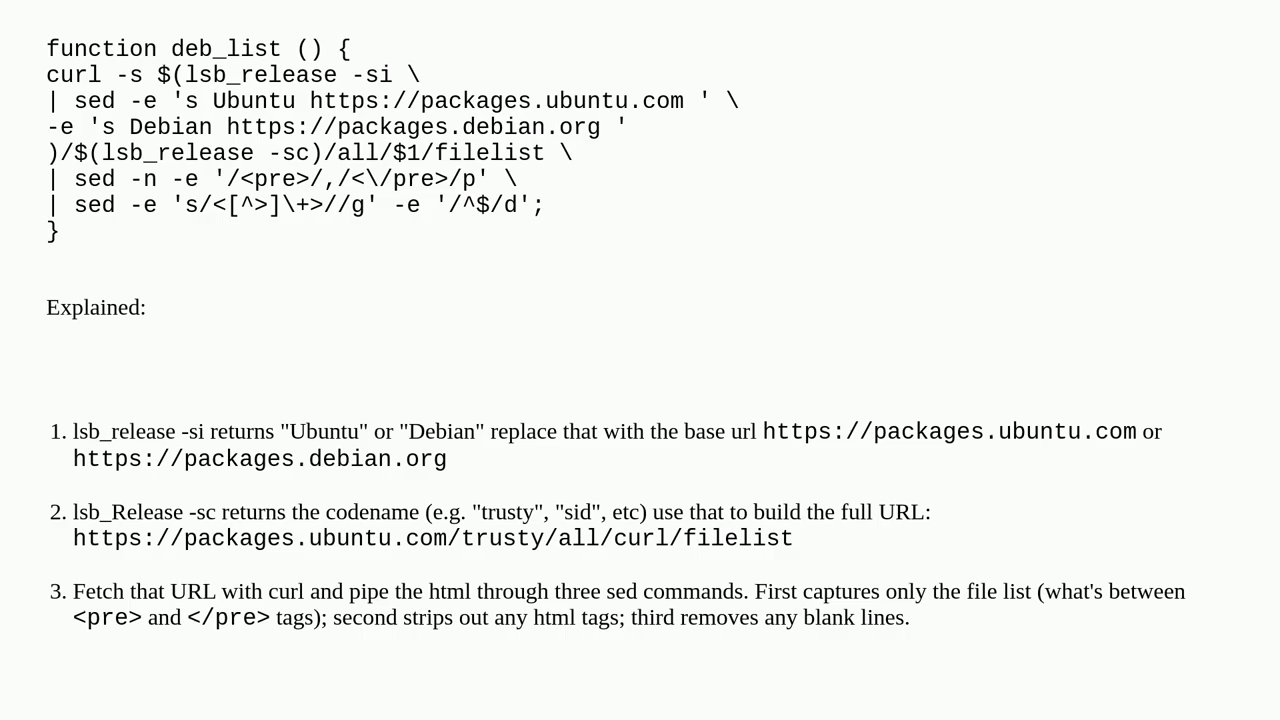 function deb_list () {
curl -s $(lsb_release -si \
| sed -e 's Ubuntu https://packages.ubuntu.com ' \
-e 's Debian https://packages.debian.org '
)/$(lsb_release -sc)/all/$1/filelist \
| sed -n -e '/<pre>/,/<\/pre>/p' \
| sed -e 's/<[^>]\+>//g' -e '/^$/d';
}
Explained:
1. lsb_release -si returns "Ubuntu" or "Debian" replace that with the base url https://packages.ubuntu.com or
https://packages.debian.org
2. lsb_Release -sc returns the codename (e.g. "trusty", "sid", etc) use that to build the full URL:
https://packages.ubuntu.com/trusty/all/curl/filelist
3. Fetch that URL with curl and pipe the html through three sed commands. First captures only the file list (what's between
<pre> and </pre> tags); second strips out any html tags; third removes any blank lines.